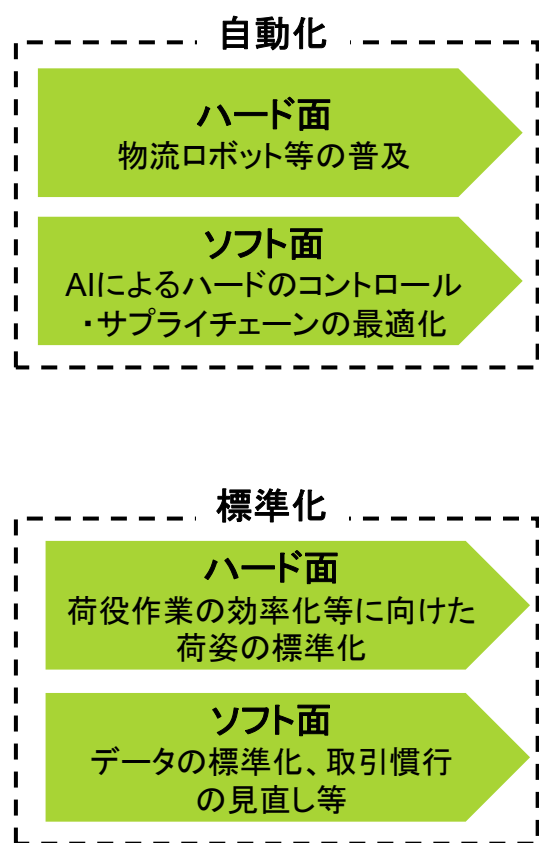 自動化
ハード面
物流ロボット等の普及
ソフト面
AIによるハードのコントロール
・サプライチェーンの最適化
標準化
ハード面
荷役作業の効率化等に向けた
荷姿の標準化
ソフト面
データの標準化、取引慣行
の見直し等